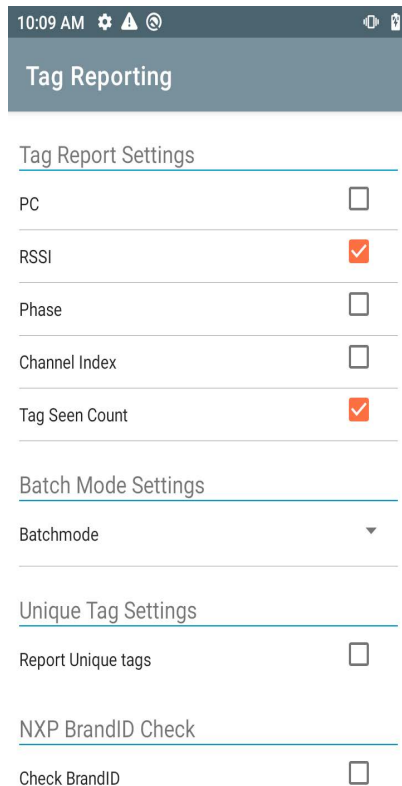 10:09 AM
Tag Reporting
Tag Report Settings
PC
RSSI
Phase
Channel Index
Tag Seen Count
Batch Mode Settings
Batchmode
Unique Tag Settings
Report Unique tags
NXP BrandID Check
Check BrandID